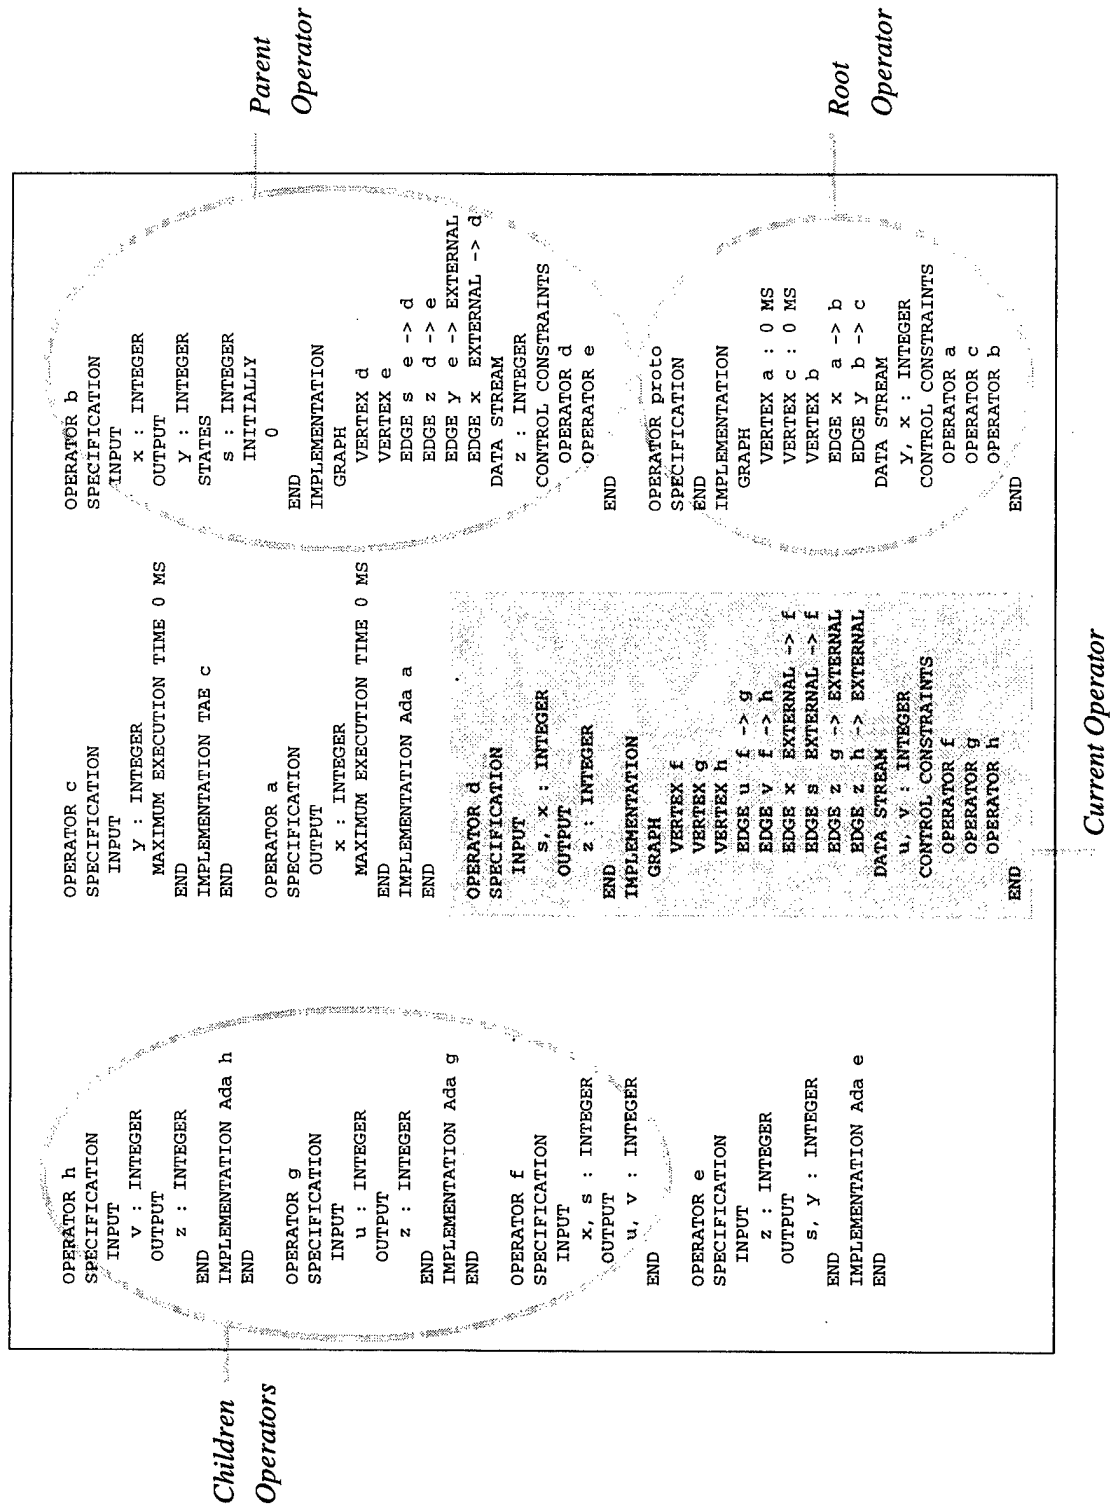 Children
Operators
OPERATOR h
SPECIFICATION
INPUT
v : INTEGER
OUTPUT
z : INTEGER
END
IMPLEMENTATION Ada h
END
OPERATOR g
SPECIFICATION
INPUT
u : INTEGER
OUTPUT
z : INTEGER
END
IMPLEMENTATION Ada g
END
OPERATOR f
SPECIFICATION
INPUT
x, s : INTEGER
OUTPUT
u, v : INTEGER
END
OPERATOR e
SPECIFICATION
INPUT
z : INTEGER
OUTPUT
s, y : INTEGER
END
IMPLEMENTATION Ada e
END
OPERATOR c
SPECIFICATION
INPUT
y : INTEGER
MAXIMUM EXECUTION TIME 0 MS
END
IMPLEMENTATION TAE c
END
OPERATOR a
SPECIFICATION
OUTPUT
x : INTEGER
MAXIMUM EXECUTION TIME 0 MS
END
IMPLEMENTATION Ada a
END
OPERATOR d
SPECIFICATION
INPUT
s, x : INTEGER
OUTPUT
z : INTEGER
END
IMPLEMENTATION
GRAPH
VERTEX f
VERTEX g
VERTEX h
EDGE u f -> g
EDGE v f -> h
EDGE x EXTERNAL -> f
EDGE s EXTERNAL -> f
EDGE z g -> EXTERNAL
EDGE z h -> EXTERNAL
DATA STREAM
u, v : INTEGER
CONTROL CONSTRAINTS
OPERATOR f
OPERATOR g
OPERATOR h
END
Current Operator
OPERATOR b
SPECIFICATION
INPUT
x : INTEGER
OUTPUT
y : INTEGER
STATES
s : INTEGER
INITIALLY
0
END
IMPLEMENTATION
GRAPH
VERTEX d
VERTEX e
EDGE s e -> d
EDGE z d -> e
EDGE y e -> EXTERNAL
EDGE x EXTERNAL -> d
DATA STREAM
z : INTEGER
CONTROL CONSTRAINTS
OPERATOR d
OPERATOR e
END
OPERATOR proto
SPECIFICATION
END
IMPLEMENTATION
GRAPH
VERTEX a : 0 MS
VERTEX c : 0 MS
VERTEX b
EDGE x a -> b
EDGE y b -> c
DATA STREAM
y, x : INTEGER
CONTROL CONSTRAINTS
OPERATOR a
OPERATOR c
OPERATOR b
END
Parent
Operator
Root
Operator